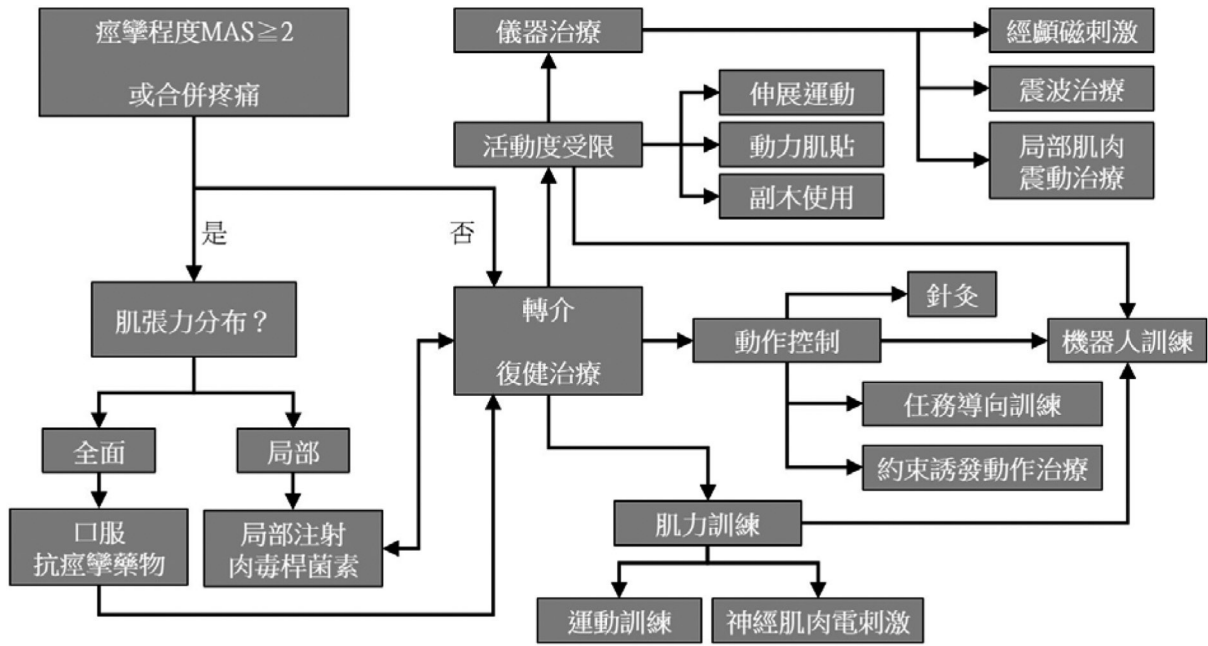 痙攣程度MAS≧2
或合併疼痛
儀器治療
經顱磁刺激
伸展運動
震波治療
活動度受限
動力肌貼
局部肌肉
震動治療
副木使用
是
否
肌張力分布？
轉介
復健治療
針灸
動作控制
機器人訓練
任務導向訓練
全面
局部
約束誘發動作治療
口服
抗痙攣藥物
局部注射
肉毒桿菌素
肌力訓練
運動訓練
神經肌肉電刺激